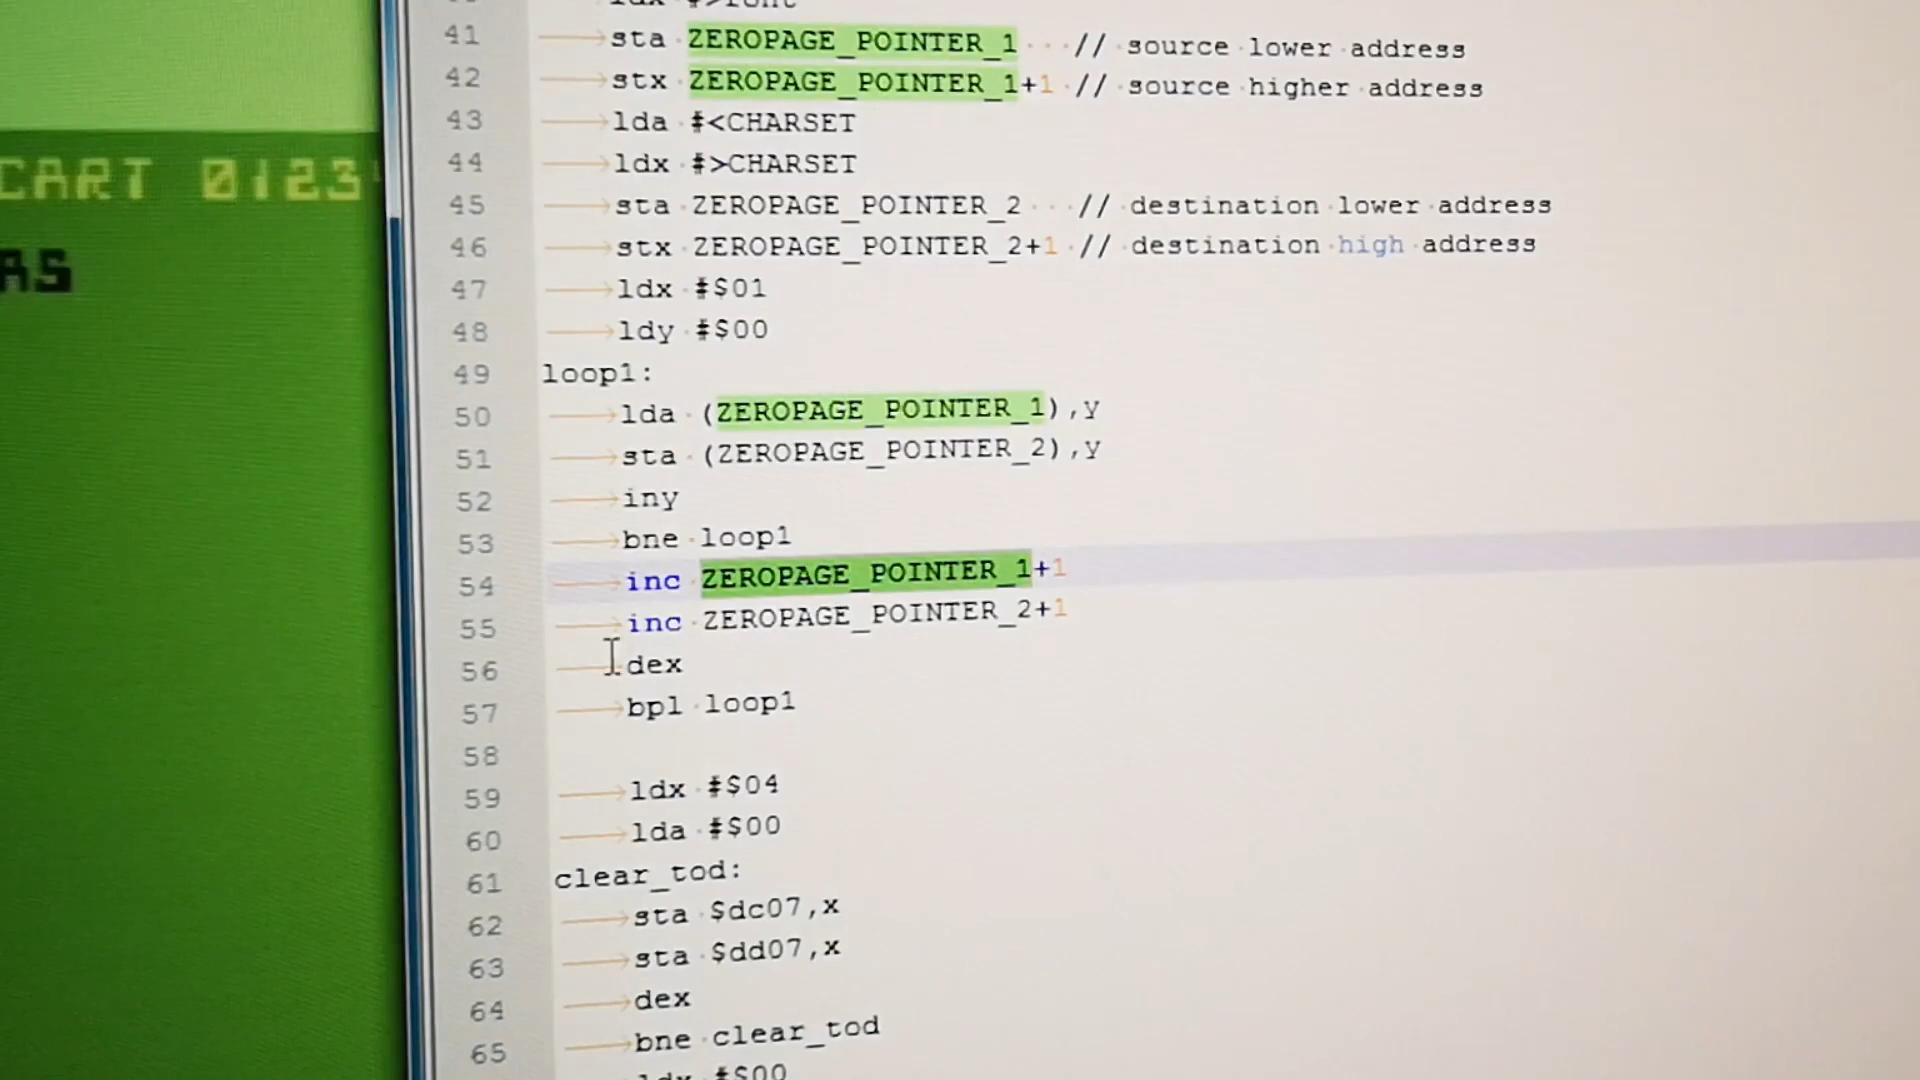 CART 0123
AS
41 sta ZEROPAGE_POINTER_1 // source lower address
42 stx ZEROPAGE_POINTER_1+1 // source higher address
43 lda #<CHARSET
44 ldx #>CHARSET
45 sta ZEROPAGE_POINTER_2 // destination lower address
46 stx ZEROPAGE_POINTER_2+1 // destination high address
47 ldx #$01
48 ldy #$00
49 loop1:
50 lda (ZEROPAGE_POINTER_1),y
51 sta (ZEROPAGE_POINTER_2),y
52 iny
53 bne loop1
54 inc ZEROPAGE_POINTER_1+1
55 inc ZEROPAGE_POINTER_2+1
56 dex
57 bpl loop1
58
59 ldx #$04
60 lda #$00
61 clear_tod:
62 sta $dc07,x
63 sta $dd07,x
64 dex
65 bne clear_tod
#$00